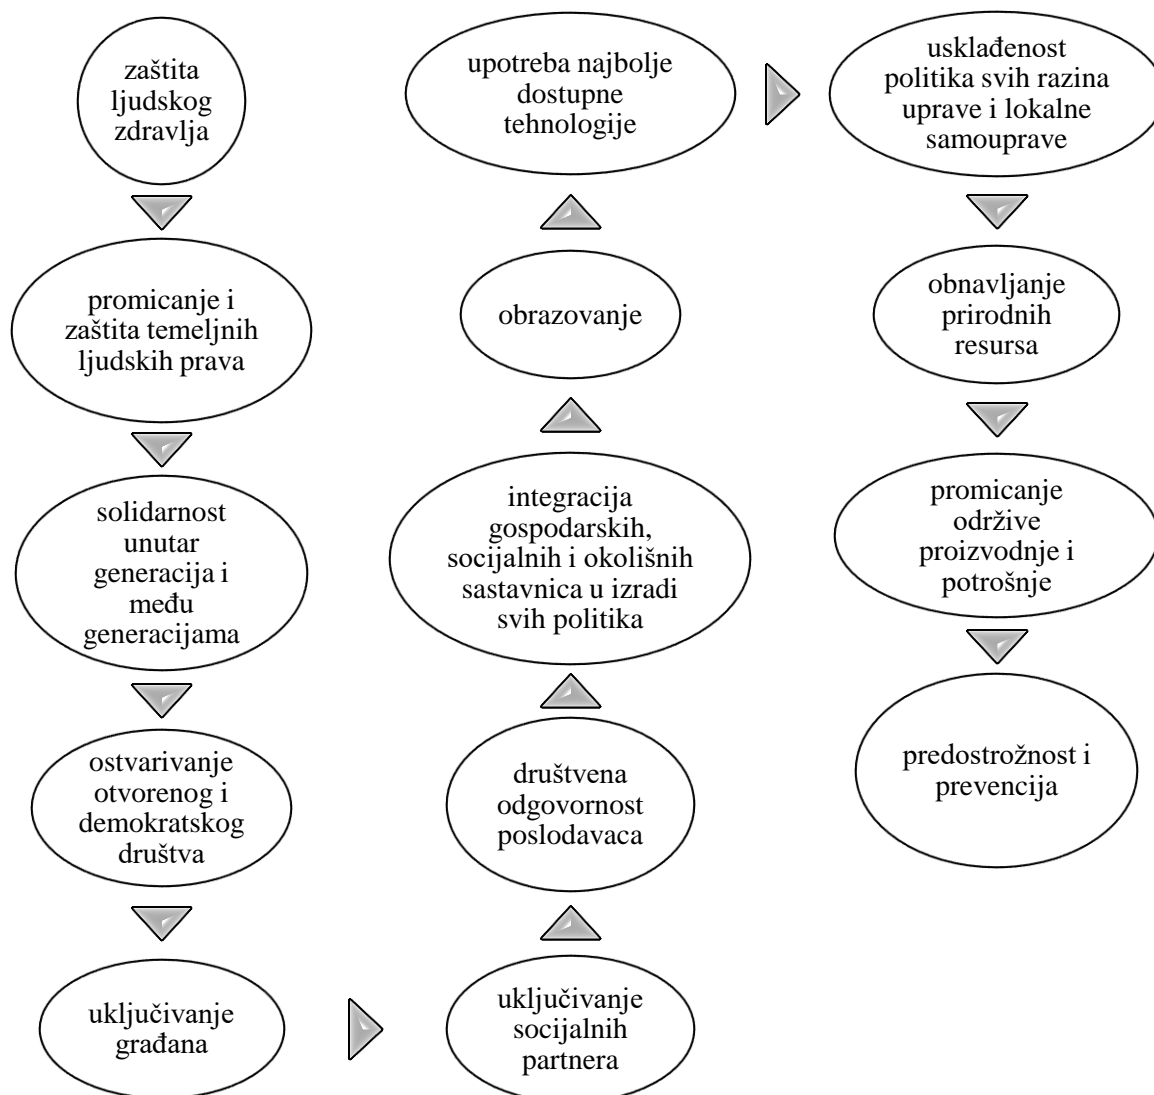 zaštita
ljudskog
zdravlja
promicanje i
zaštita temeljnih
ljudskih prava
solidarnost
unutar
generacija i
među
generacijama
ostvarivanje
otvorenog i
demokratskog
društva
uključivanje
građana
uključivanje
socijalnih
partnera
društvena
odgovornost
poslodavaca
integracija
gospodarskih,
socijalnih i okolišnih
sastavnica u izradi
svih politika
obrazovanje
upotreba najbolje
dostupne
tehnologije
usklađenost
politika svih razina
uprave i lokalne
samouprave
obnavljanje
prirodnih
resursa
promicanje
održive
proizvodnje i
potrošnje
predostrožnost i
prevencija